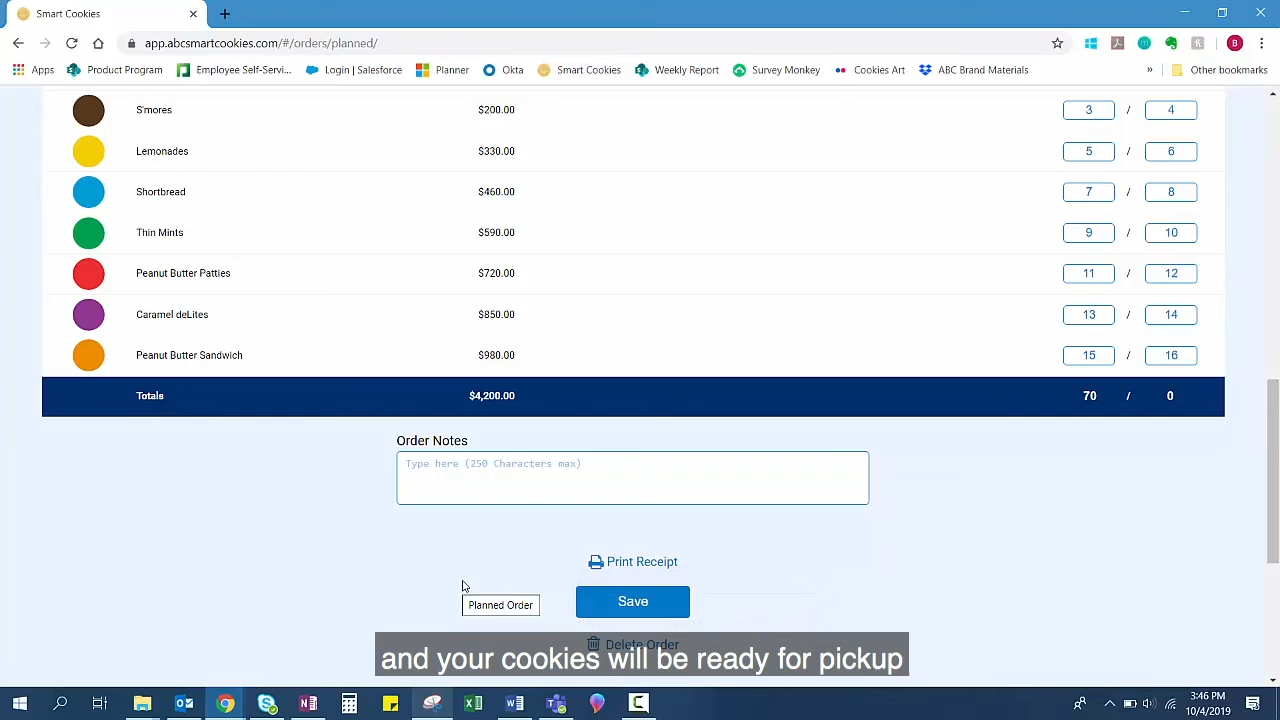 Smart Cookies
app.abcsmartcookies.com/#/orders/planned/
Apps Product Program Employee Self-Servi... Login | Salesforce Planner Okta Smart Cookies Weekly Report Survey Monkey Cookies Art ABC Brand Materials » Other bookmarks
S'mores $200.00 3 / 4
Lemonades $330.00 5 / 6
Shortbread $460.00 7 / 8
Thin Mints $590.00 9 / 10
Peanut Butter Patties $720.00 11 / 12
Caramel deLites $850.00 13 / 14
Peanut Butter Sandwich $980.00 15 / 16
Totals $4,200.00 70 / 0
Order Notes
Type here (250 Characters max)
Print Receipt
Planned Order
Save
Delete Order
and your cookies will be ready for pickup
3:46 PM
10/4/2019